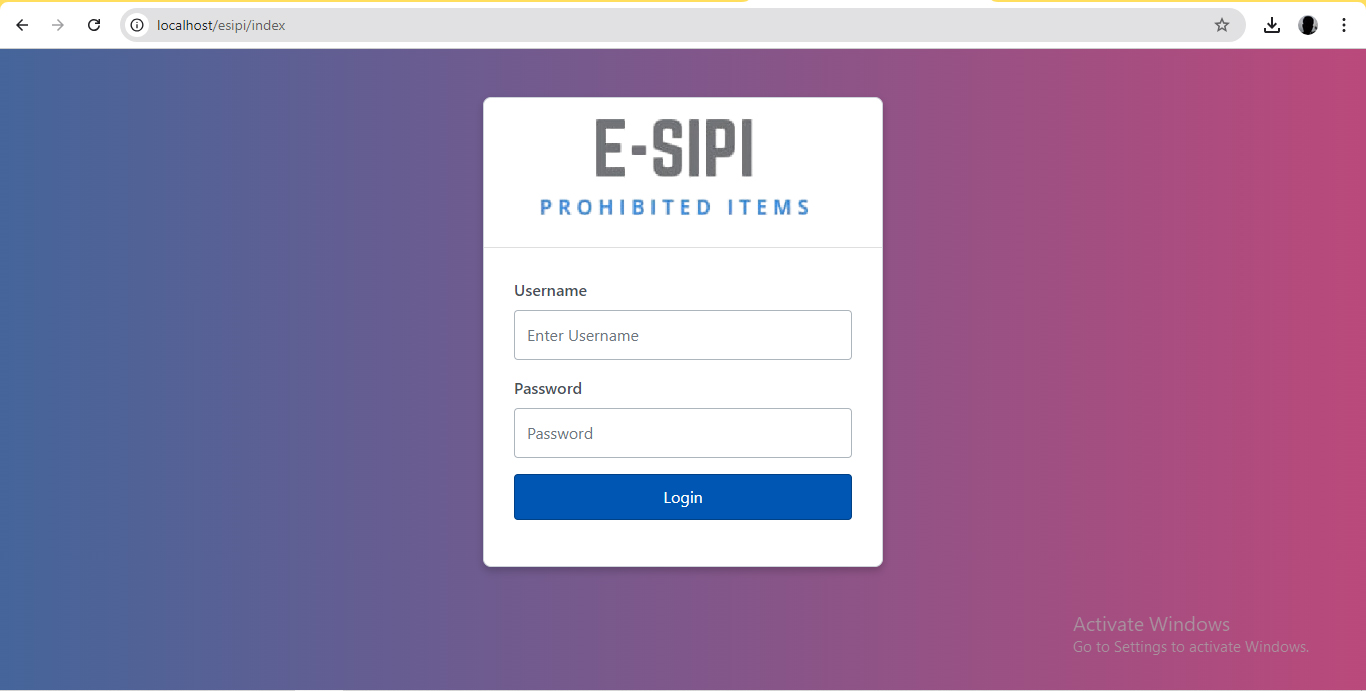 localhost/esipi/index
E-SIPI
PROHIBITED ITEMS
Username
Enter Username
Password
Password
Login
Activate Windows
Go to Settings to activate Windows.